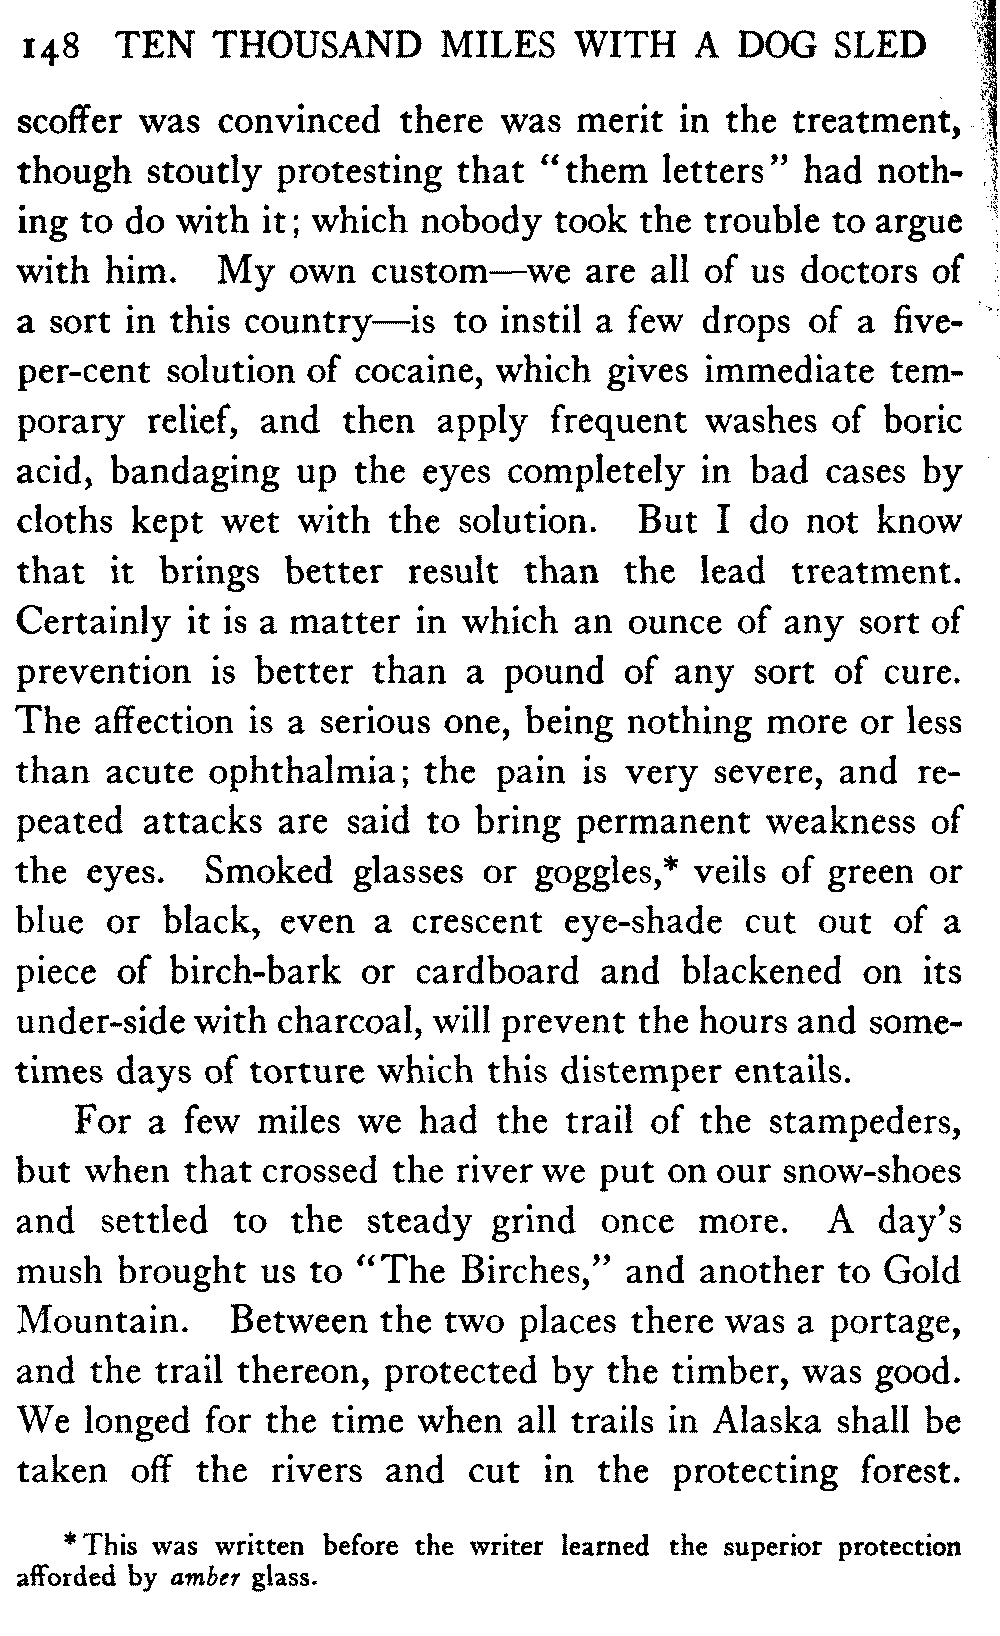 148 TEN THOUSAND MILES WITH A DOG SLED
scoffer was convinced there was merit in the treatment,
though stoutly protesting that “them letters” had noth-
ing to do with it; which nobody took the trouble to argue
with him. My own custom—we are all of us doctors of
a sort in this country—is to instil a few drops of a five-
per-cent solution of cocaine, which gives immediate tem-
porary relief, and then apply frequent washes of boric
acid, bandaging up the eyes completely in bad cases by
cloths kept wet with the solution. But I do not know
that it brings better result than the lead treatment.
Certainly it is a matter in which an ounce of any sort of
prevention is better than a pound of any sort of cure.
The affection is a serious one, being nothing more or less
than acute ophthalmia; the pain is very severe, and re-
peated attacks are said to bring permanent weakness of
the eyes. Smoked glasses or goggles,* veils of green or
blue or black, even a crescent eye-shade cut out of a
piece of birch-bark or cardboard and blackened on its
under-side with charcoal, will prevent the hours and some-
times days of torture which this distemper entails.
For a few miles we had the trail of the stampeders,
but when that crossed the river we put on our snow-shoes
and settled to the steady grind once more. A day’s
mush brought us to “The Birches,” and another to Gold
Mountain. Between the two places there was a portage,
and the trail thereon, protected by the timber, was good.
We longed for the time when all trails in Alaska shall be
taken off the rivers and cut in the protecting forest.
* This was written before the writer learned the superior protection
afforded by amber glass.